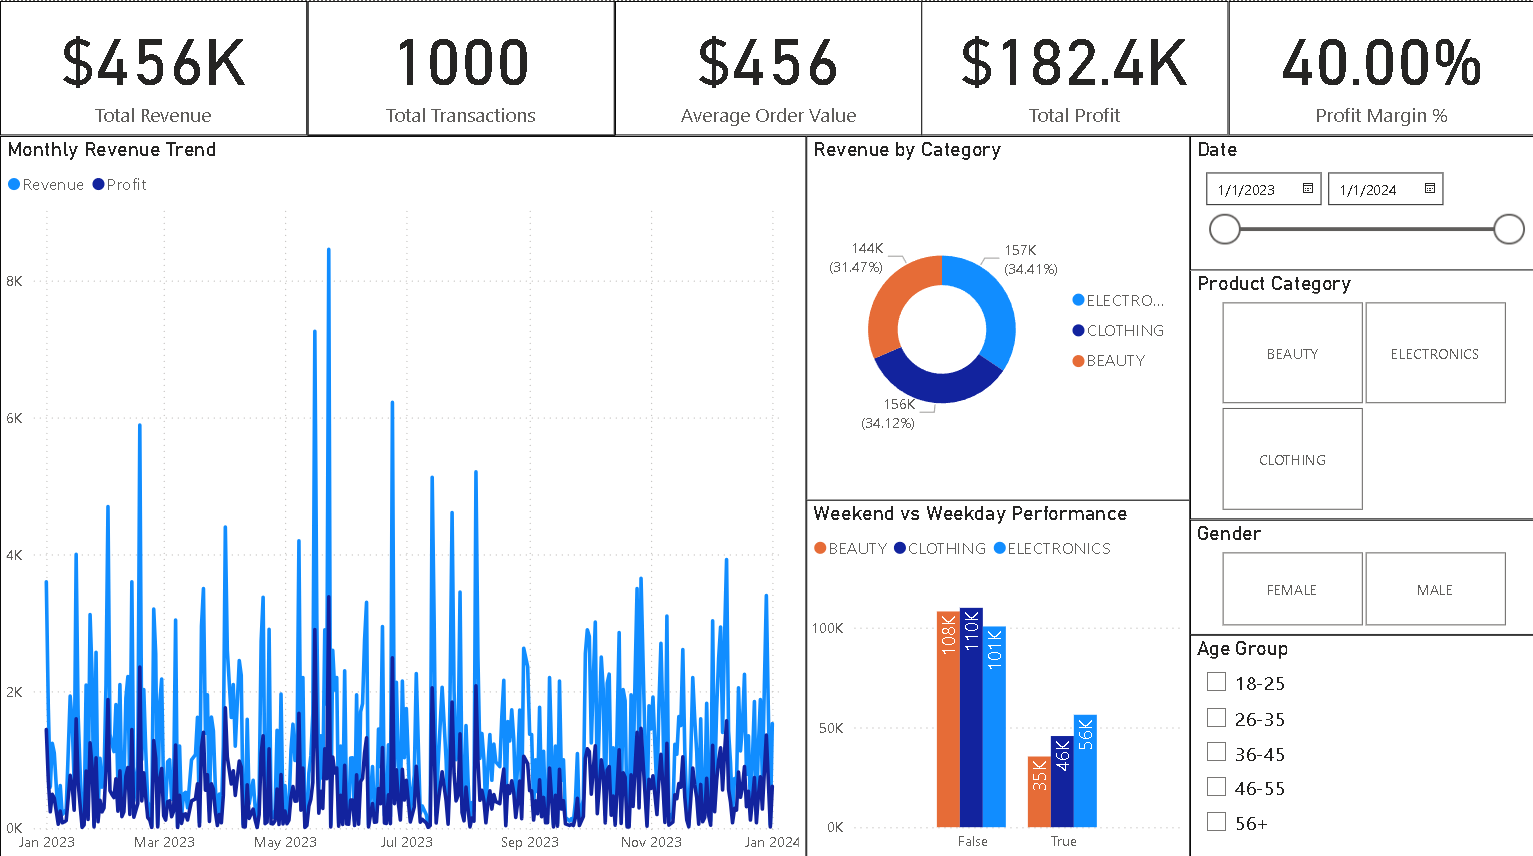 $456K
Total Revenue
1000
Total Transactions
$456
Average Order Value
$182.4K
Total Profit
40.00%
Profit Margin %
Monthly Revenue Trend
Revenue Profit
8K
6K
4K
2K
0K
Jan 2023 Mar 2023 May 2023 Jul 2023 Sep 2023 Nov 2023 Jan 2024
Revenue by Category
144K
(31.47%)
157K
(34.41%)
156K
(34.12%)
ELECTRO...
CLOTHING
BEAUTY
Weekend vs Weekday Performance
BEAUTY CLOTHING ELECTRONICS
100K
50K
0K
108K
110K
101K
35K
46K
56K
False True
Date
1/1/2023 1/1/2024
Product Category
BEAUTY ELECTRONICS
CLOTHING
Gender
FEMALE MALE
Age Group
18-25
26-35
36-45
46-55
56+